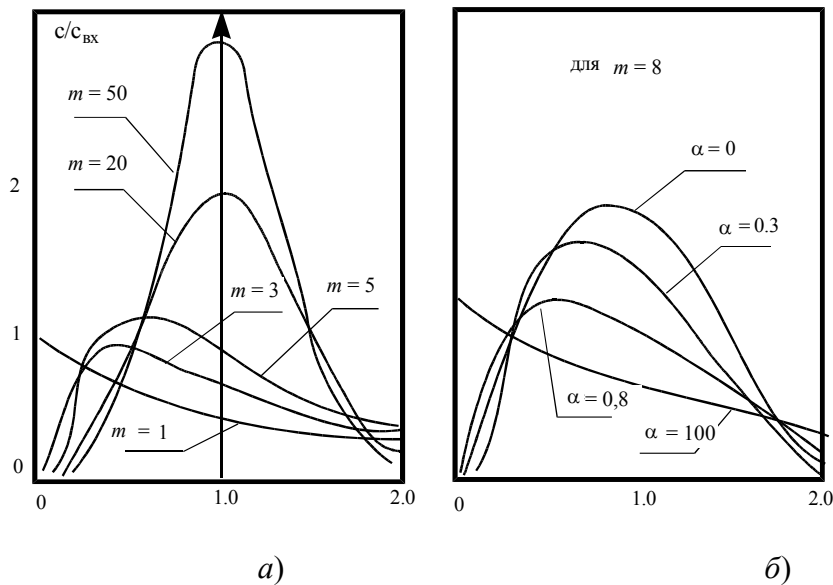 c/cвх
m = 50
m = 20
2
m = 3
m = 5
1
m = 1
0
0
1.0
2.0
а)
для m = 8
α = 0
α = 0.3
α = 0,8
α = 100
0
1.0
2.0
б)